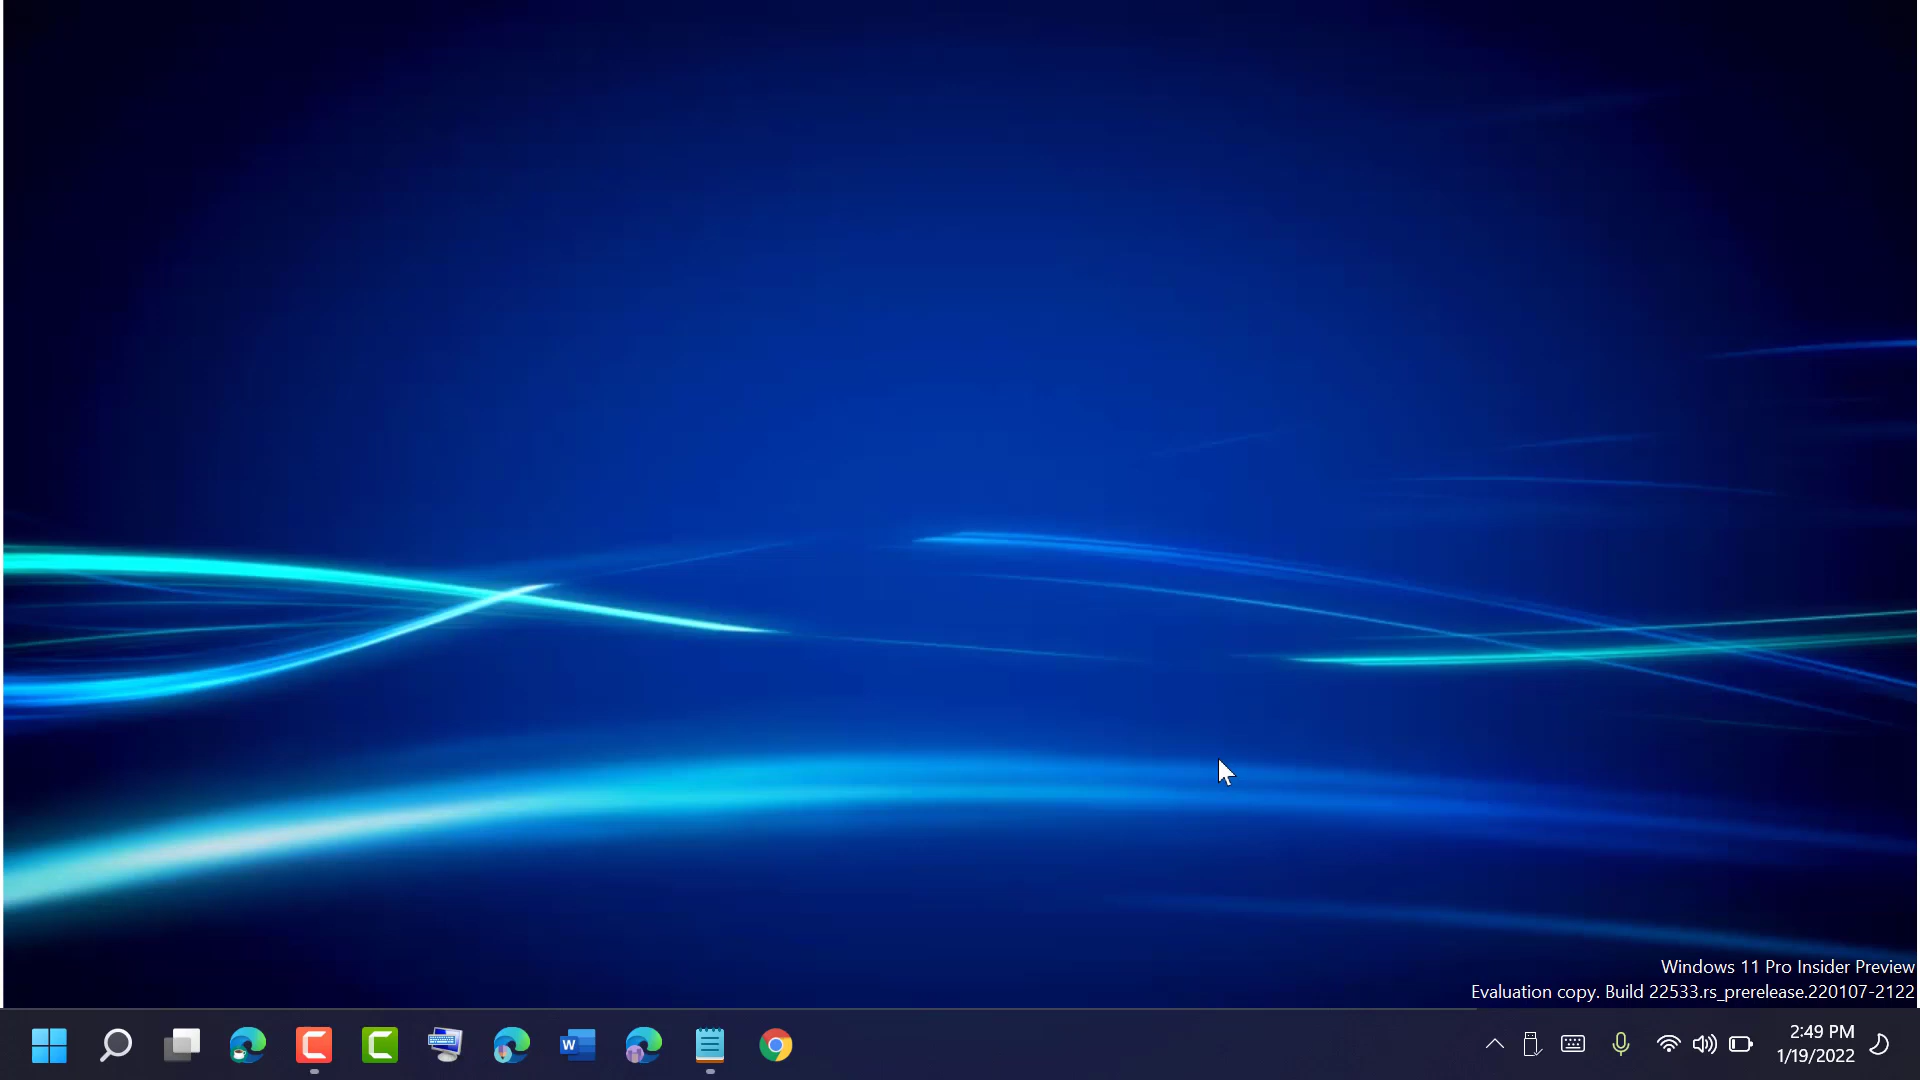 Windows 11 Pro Insider Preview
Evaluation copy. Build 22533.rs_prerelease.220107-2122
W
2:49 PM
1/19/2022